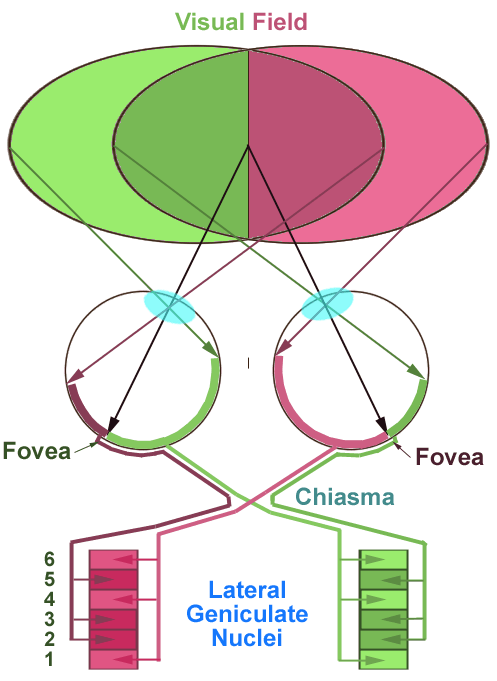 Visual Field
Fovea
Fovea
Chiasma
6
5
4
3
2
1
Lateral
Geniculate
Nuclei